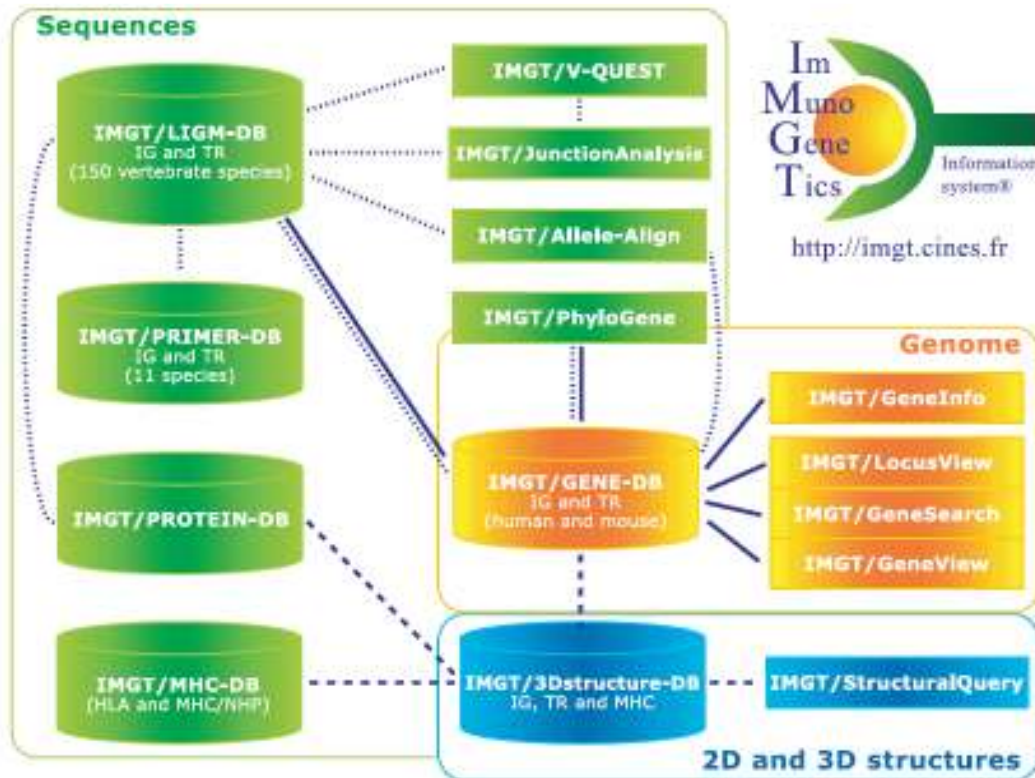 Sequences
IMGT/LIGM-DB
IG and TR
(150 vertebrate species)
IMGT/PRIMER-DB
IG and TR
(11 species)
IMGT/PROTEIN-DB
IMGT/MHC-DB
(HLA and MHC/NHP)
IMGT/V-QUEST
IMGT/JunctionAnalysis
IMGT/Allele-Align
IMGT/PhyloGene
Im
Muno
Gene
Tics
Information
system®
http://imgt.cines.fr
Genome
IMGT/GENE-DB
IG and TR
(human and mouse)
IMGT/GeneInfo
IMGT/LocusView
IMGT/GeneSearch
IMGT/GeneView
IMGT/3Dstructure-DB
IG, TR and MHC
IMGT/StructuralQuery
2D and 3D structures